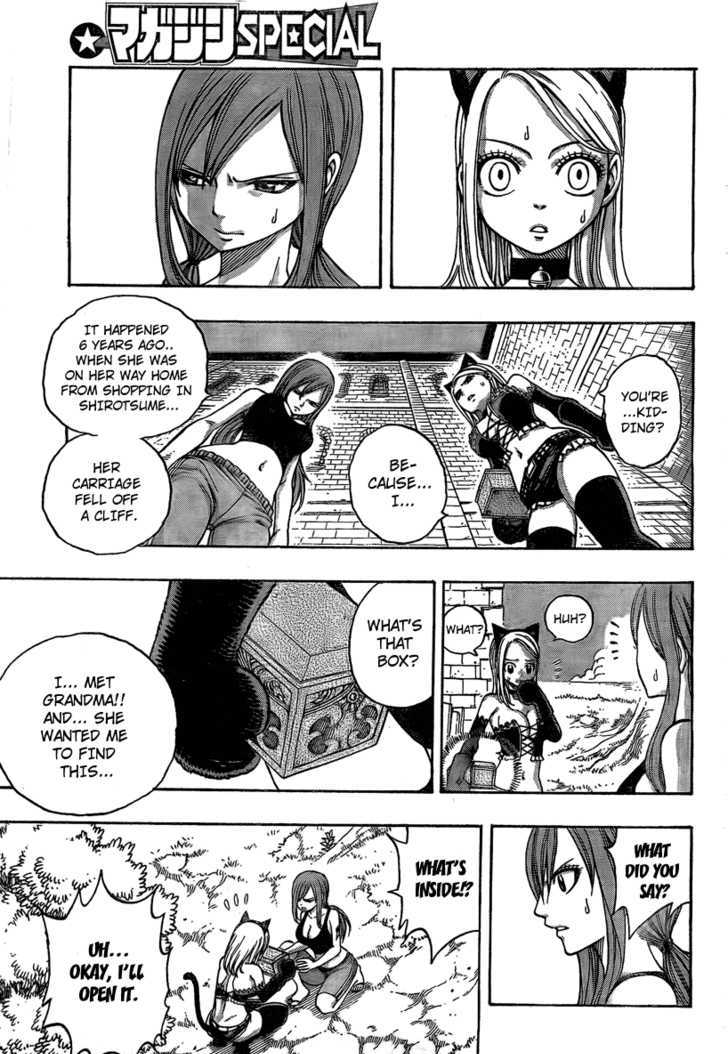 マガジンSPECIAL
YOU'RE
...KID-
DING?
BE-
CAUSE...
I...
IT HAPPENED
6 YEARS AGO..
WHEN SHE WAS
ON HER WAY HOME
FROM SHOPPING IN
SHIROTSUME...
HER
CARRIAGE
FELL OFF
A CLIFF.
HUH?
WHAT?
WHAT'S
THAT
BOX?
I... MET
GRANDMA!!
AND... SHE
WANTED ME
TO FIND
THIS...
WHAT
DID YOU
SAY?
WHAT'S
INSIDE!?
UH...
OKAY, I'LL
OPEN IT.